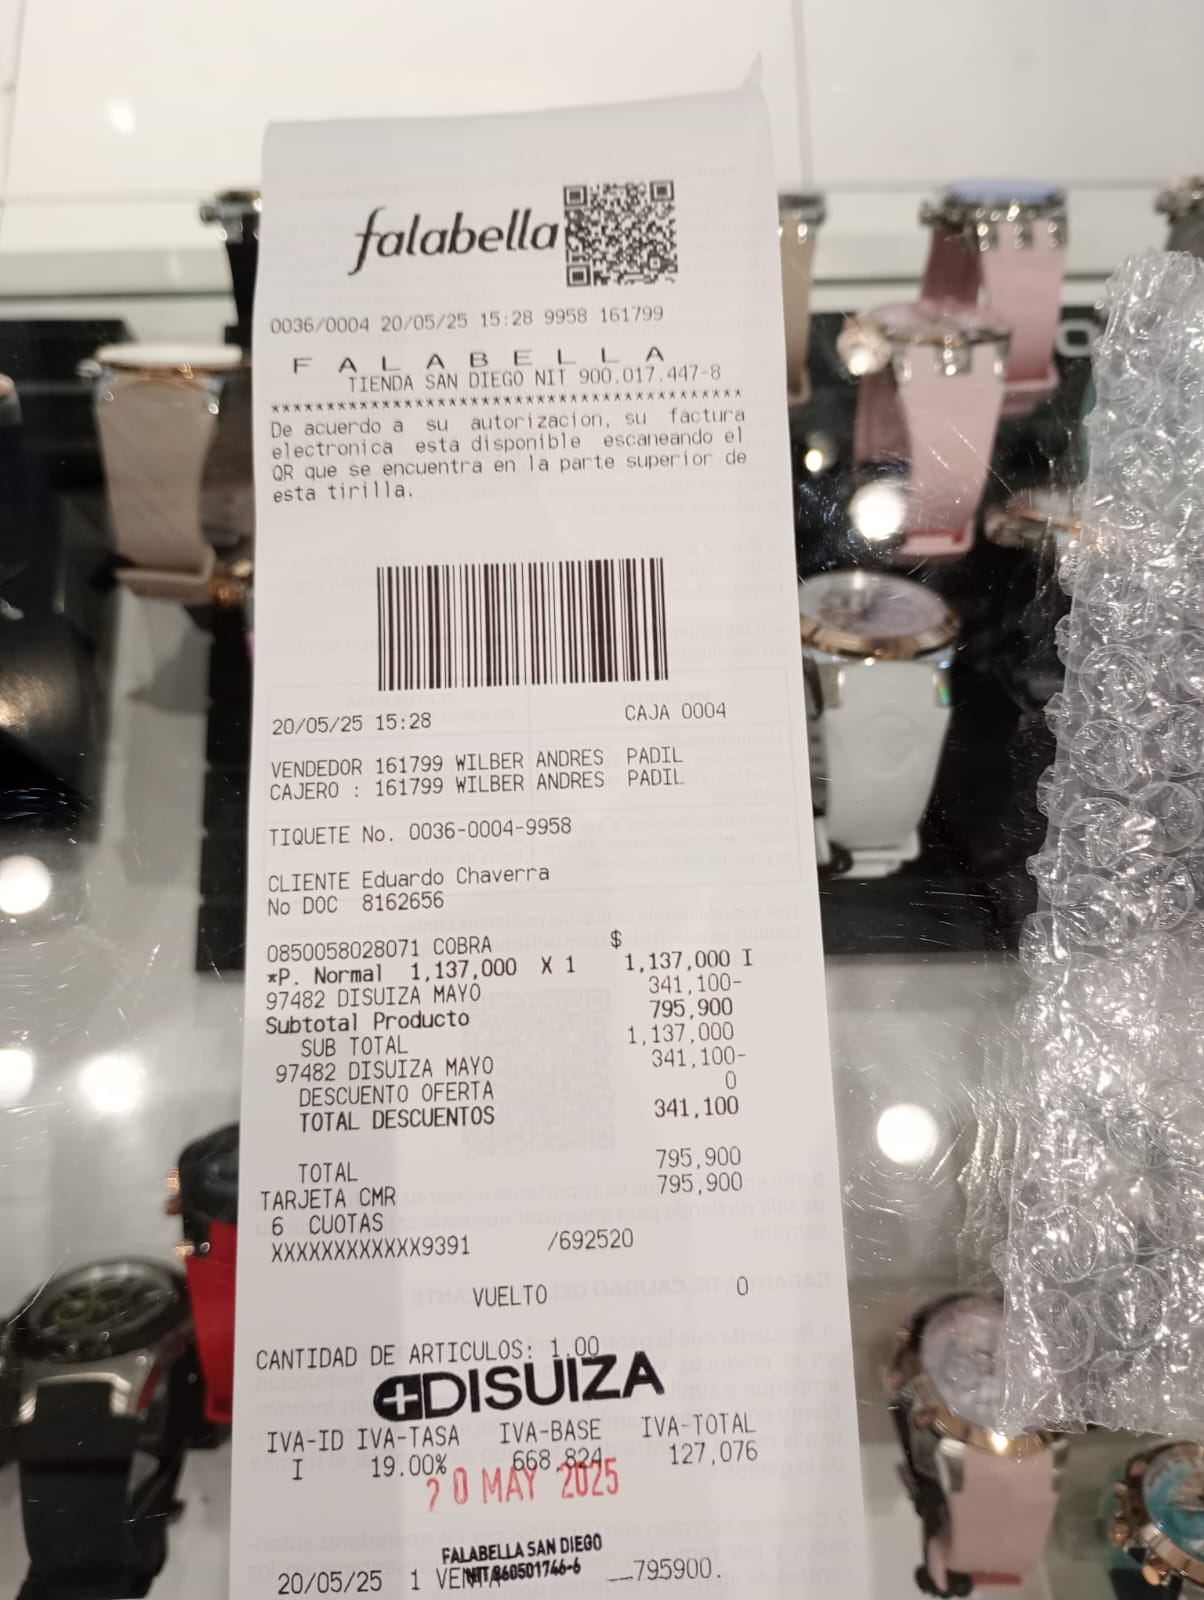 falabella
0036/0004 20/05/25 15:28 9958 161799
F A L A B E L L A
TIENDA SAN DIEGO NIT 900.017.447-8
******************************************
De acuerdo a su autorizacion, su factura
electronica esta disponible escaneando el
QR que se encuentra en la parte superior de
esta tirilla.
20/05/25 15:28 CAJA 0004
VENDEDOR 161799 WILBER ANDRES PADIL
CAJERO : 161799 WILBER ANDRES PADIL
TIQUETE No. 0036-0004-9958
CLIENTE Eduardo Chaverra
No DOC 8162656
0850058028071 COBRA $
*P. Normal 1,137,000 X 1 1,137,000 I
97482 DISUIZA MAYO 341,100-
Subtotal Producto 795,900
SUB TOTAL 1,137,000
97482 DISUIZA MAYO 341,100-
DESCUENTO OFERTA 0
TOTAL DESCUENTOS 341,100
TOTAL 795,900
TARJETA CMR 795,900
6 CUOTAS
XXXXXXXXXXXX9391 /692520
VUELTO 0
CANTIDAD DE ARTICULOS: 1.00
DISUIZA
IVA-ID IVA-TASA IVA-BASE IVA-TOTAL
I 19.00% 668,824 127,076
20 MAY 2025
FALABELLA SAN DIEGO
NIT 860501746-6
20/05/25 1 VENTA 795900.